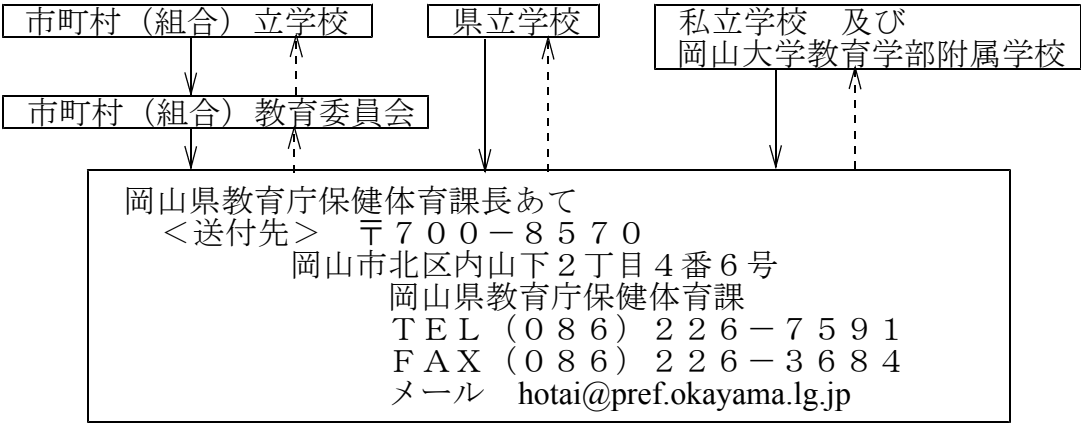 市町村（組合）立学校
県立学校
私立学校　及び
岡山大学教育学部附属学校
市町村（組合）教育委員会
岡山県教育庁保健体育課長あて
＜送付先＞　〒７００－８５７０
岡山市北区内山下２丁目４番６号
岡山県教育庁保健体育課
ＴＥＬ（０８６）２２６－７５９１
ＦＡＸ（０８６）２２６－３６８４
メール　hotai@pref.okayama.lg.jp